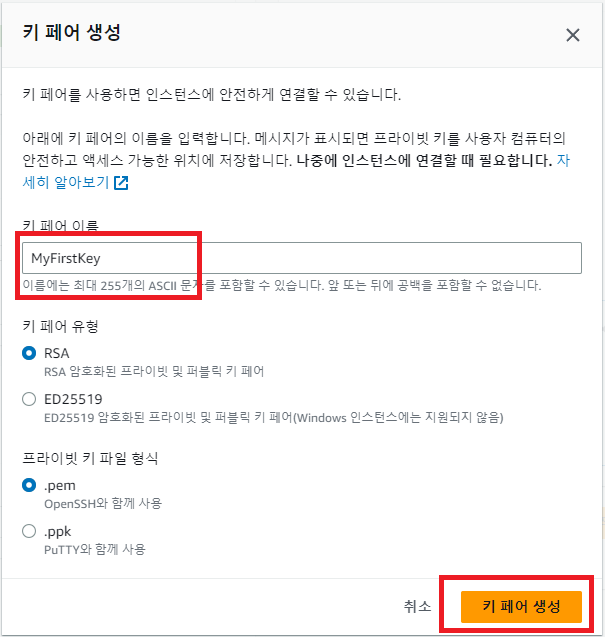 키 페어 생성
키 페어를 사용하면 인스턴스에 안전하게 연결할 수 있습니다.
아래에 키 페어의 이름을 입력합니다. 메시지가 표시되면 프라이빗 키를 사용자 컴퓨터의
안전하고 액세스 가능한 위치에 저장합니다. 나중에 인스턴스에 연결할 때 필요합니다. 자
세히 알아보기
키 페어 이름
MyFirstKey
이름에는 최대 255개의 ASCII 문자를 포함할 수 있습니다. 앞 또는 뒤에 공백을 포함할 수 없습니다.
키 페어 유형
RSA
RSA 암호화된 프라이빗 및 퍼블릭 키 페어
ED25519
ED25519 암호화된 프라이빗 및 퍼블릭 키 페어(Windows 인스턴스에는 지원되지 않음)
프라이빗 키 파일 형식
.pem
OpenSSH와 함께 사용
.ppk
PuTTY와 함께 사용
취소
키 페어 생성